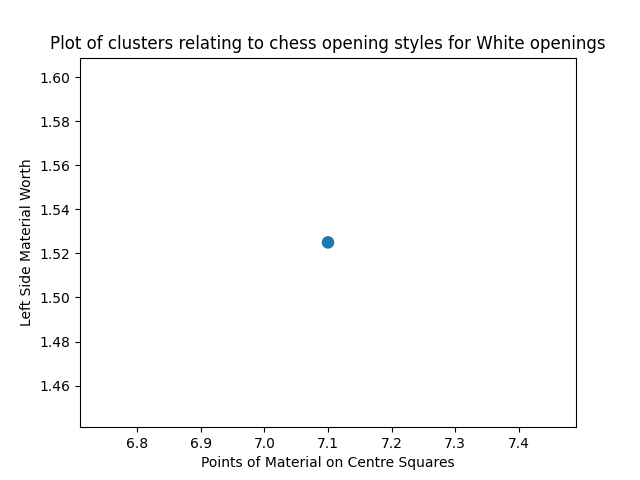 Plot of clusters relating to chess opening styles for White openings
1.60
1.58
1.56
1.54
1.52
1.50
1.48
1.46
Left Side Material Worth
6.8 6.9 7.0 7.1 7.2 7.3 7.4
Points of Material on Centre Squares